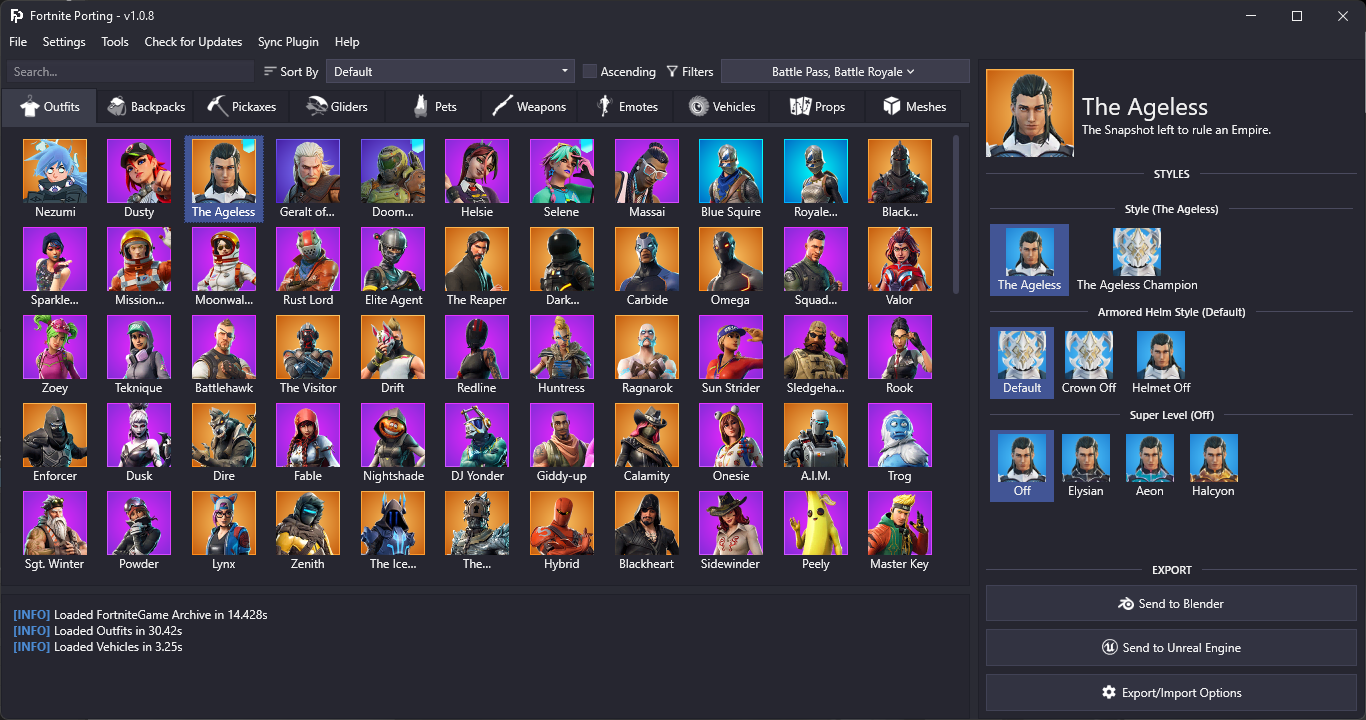 Fortnite Porting - v1.0.8
File Settings Tools Check for Updates Sync Plugin Help
Search... Sort By Default Ascending Filters Battle Pass, Battle Royale
Outfits Backpacks Pickaxes Gliders Pets Weapons Emotes Vehicles Props Meshes
Nezumi Dusty The Ageless Geralt of... Doom... Helsie Selene Massai Blue Squire Royale... Black...
Sparkle... Mission... Moonwal... Rust Lord Elite Agent The Reaper Dark... Carbide Omega Squad... Valor
Zoey Teknique Battlehawk The Visitor Drift Redline Huntress Ragnarok Sun Strider Sledgeha... Rook
Enforcer Dusk Dire Fable Nightshade DJ Yonder Giddy-up Calamity Onesie A.I.M. Trog
Sgt. Winter Powder Lynx Zenith The Ice... The... Hybrid Blackheart Sidewinder Peely Master Key
[INFO] Loaded FortniteGame Archive in 14.428s
[INFO] Loaded Outfits in 30.42s
[INFO] Loaded Vehicles in 3.25s
The Ageless
The Snapshot left to rule an Empire.
STYLES
Style (The Ageless)
The Ageless The Ageless Champion
Armored Helm Style (Default)
Default Crown Off Helmet Off
Super Level (Off)
Off Elysian Aeon Halcyon
EXPORT
Send to Blender
Send to Unreal Engine
Export/Import Options